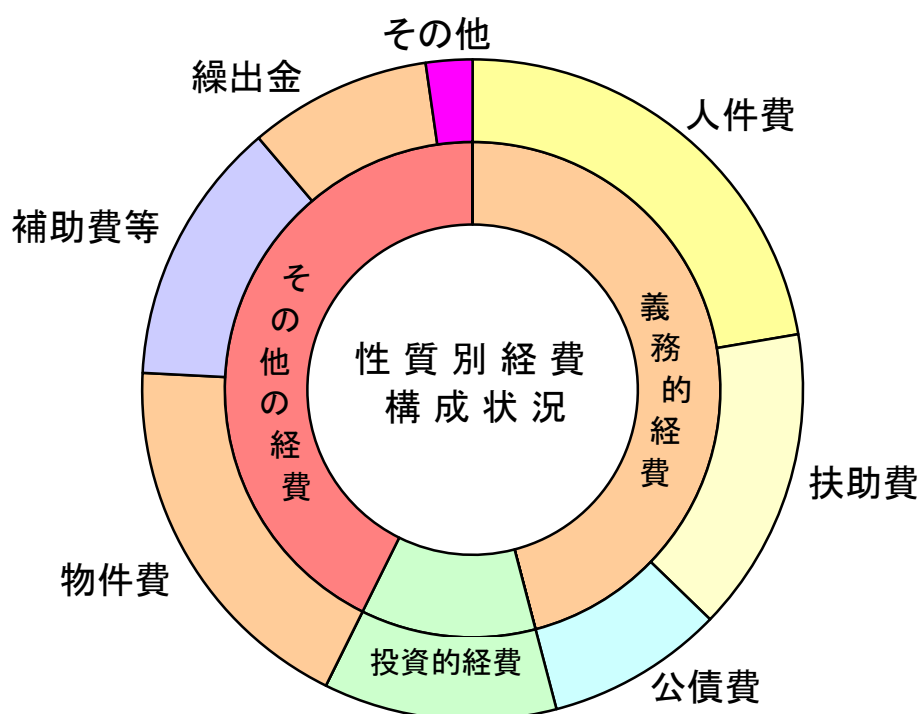 その他
繰出金
人件費
補助費等
その他の経費
義務的経費
性質別経費
構成状況
扶助費
物件費
投資的経費
公債費